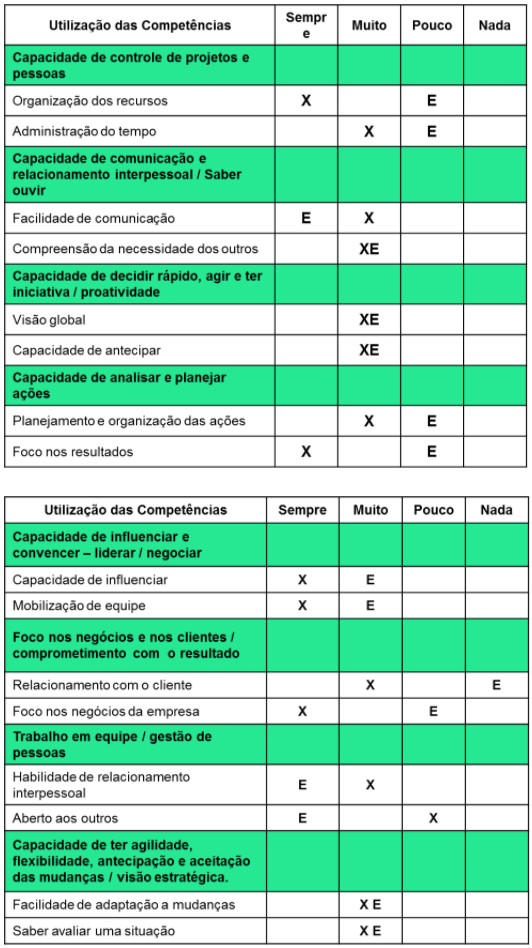 Utilização das Competências Sempr
e Muito Pouco Nada
Capacidade de controle de projetos e
pessoas
Organização dos recursos X E
Administração do tempo X E
Capacidade de comunicação e
relacionamento interpessoal / Saber
ouvir
Facilidade de comunicação E X
Compreensão da necessidade dos outros XE
Capacidade de decidir rápido, agir e ter
iniciativa / proatividade
Visão global XE
Capacidade de antecipar XE
Capacidade de analisar e planejar
ações
Planejamento e organização das ações X E
Foco nos resultados X E
Utilização das Competências Sempre Muito Pouco Nada
Capacidade de influenciar e
convencer – liderar / negociar
Capacidade de influenciar X E
Mobilização de equipe X E
Foco nos negócios e nos clientes /
comprometimento com o resultado
Relacionamento com o cliente X E
Foco nos negócios da empresa X E
Trabalho em equipe / gestão de
pessoas
Habilidade de relacionamento
interpessoal E X
Aberto aos outros E X
Capacidade de ter agilidade,
flexibilidade, antecipação e aceitação
das mudanças / visão estratégica.
Facilidade de adaptação a mudanças X E
Saber avaliar uma situação X E